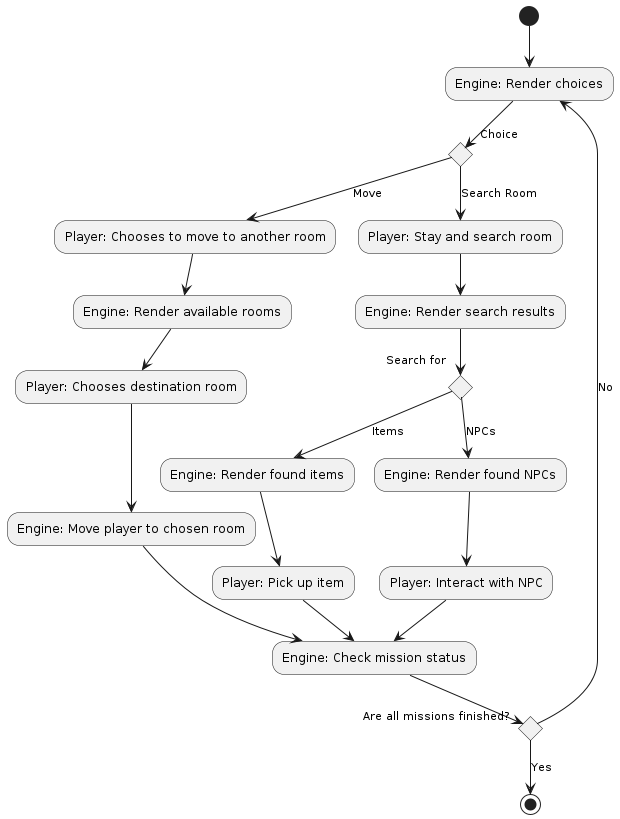 Engine: Render choices
Choice
Move
Search Room
Player: Chooses to move to another room
Player: Stay and search room
Engine: Render available rooms
Engine: Render search results
Search for
Player: Chooses destination room
No
Items
NPCs
Engine: Render found items
Engine: Render found NPCs
Engine: Move player to chosen room
Player: Pick up item
Player: Interact with NPC
Engine: Check mission status
Are all missions finished?
Yes